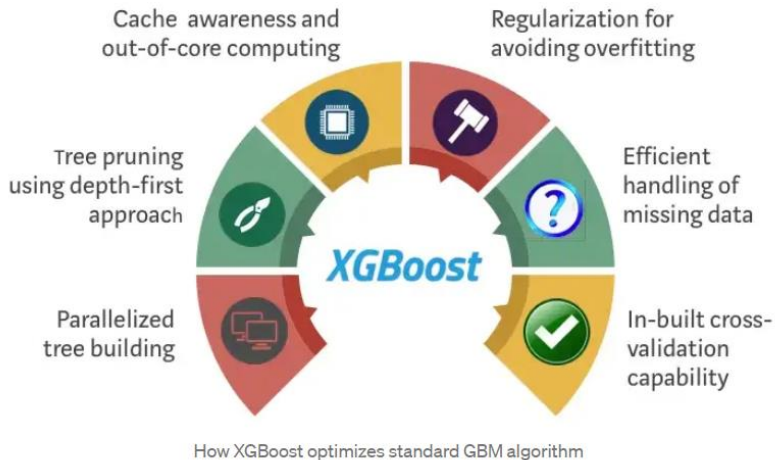 Cache awareness and
out-of-core computing
Regularization for
avoiding overfitting
Tree pruning
using depth-first
approach
Efficient
handling of
missing data
XGBoost
Parallelized
tree building
In-built cross-
validation
capability
How XGBoost optimizes standard GBM algorithm